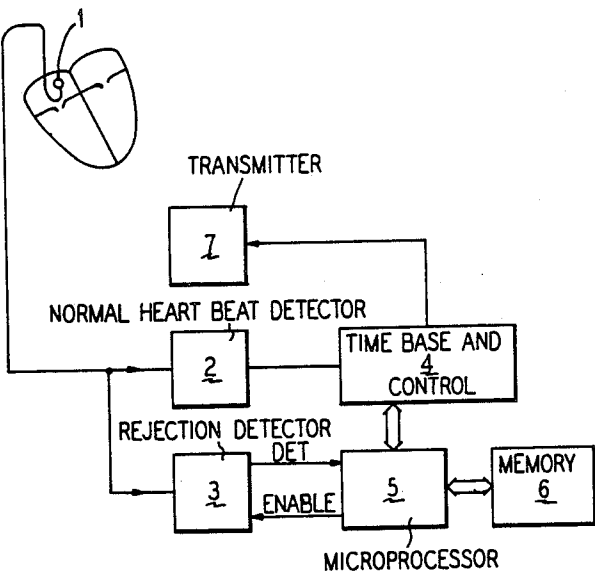 1
TRANSMITTER
7
NORMAL HEART BEAT DETECTOR
2
TIME BASE AND
4
CONTROL
REJECTION DETECTOR
DET
3
ENABLE
5
MEMORY
6
MICROPROCESSOR